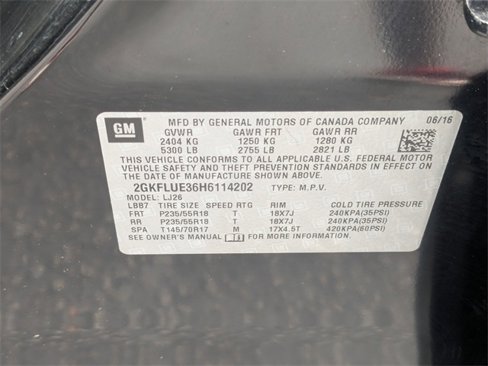 GM
MFD BY GENERAL MOTORS OF CANADA COMPANY 06/16
GVWR GAWR FRT GAWR RR
2404 KG 1250 KG 1280 KG
5300 LB 2755 LB 2821 LB
THIS VEHICLE CONFORMS TO ALL APPLICABLE U.S. FEDERAL MOTOR
VEHICLE SAFETY AND THEFT PREVENTION STANDARDS IN EFFECT
ON THE DATE OF MANUFACTURE SHOWN ABOVE.
2GKFLUE36H6114202 TYPE: M.P.V.
MODEL: LJ26
LBB7 TIRE SIZE SPEED RTG RIM COLD TIRE PRESSURE
FRT P235/55R18 T 18X7J 240KPA(35PSI)
RR P235/55R18 T 18X7J 240KPA(35PSI)
SPA T145/70R17 M 17X4.5T 420KPA(60PSI)
SEE OWNER'S MANUAL FOR MORE INFORMATION.